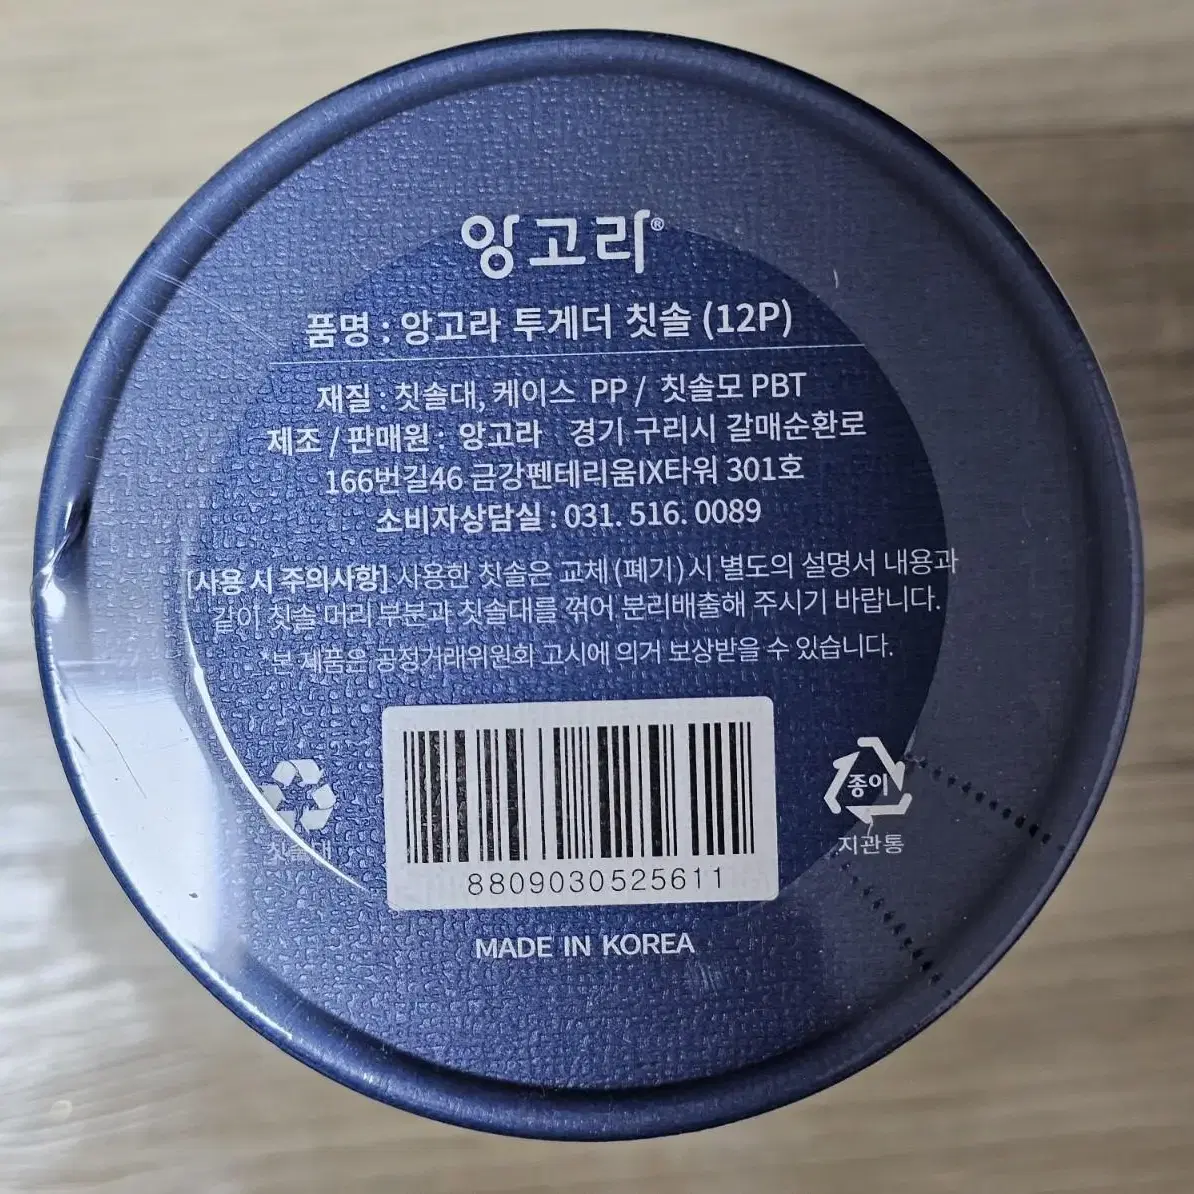 앙고라®
품명 : 앙고라 투게더 칫솔 (12P)
재질 : 칫솔대, 케이스 PP / 칫솔모 PBT
제조 / 판매원 : 앙고라 경기 구리시 갈매순환로
166번길46 금강펜테리움IX타워 301호
소비자상담실 : 031. 516. 0089
[사용 시 주의사항] 사용한 칫솔은 교체(폐기)시 별도의 설명서 내용과
같이 칫솔 머리 부분과 칫솔대를 꺾어 분리배출해 주시기 바랍니다.
*본 제품은 공정거래위원회 고시에 의거 보상받을 수 있습니다.
종이
지관통
8809030525611
MADE IN KOREA